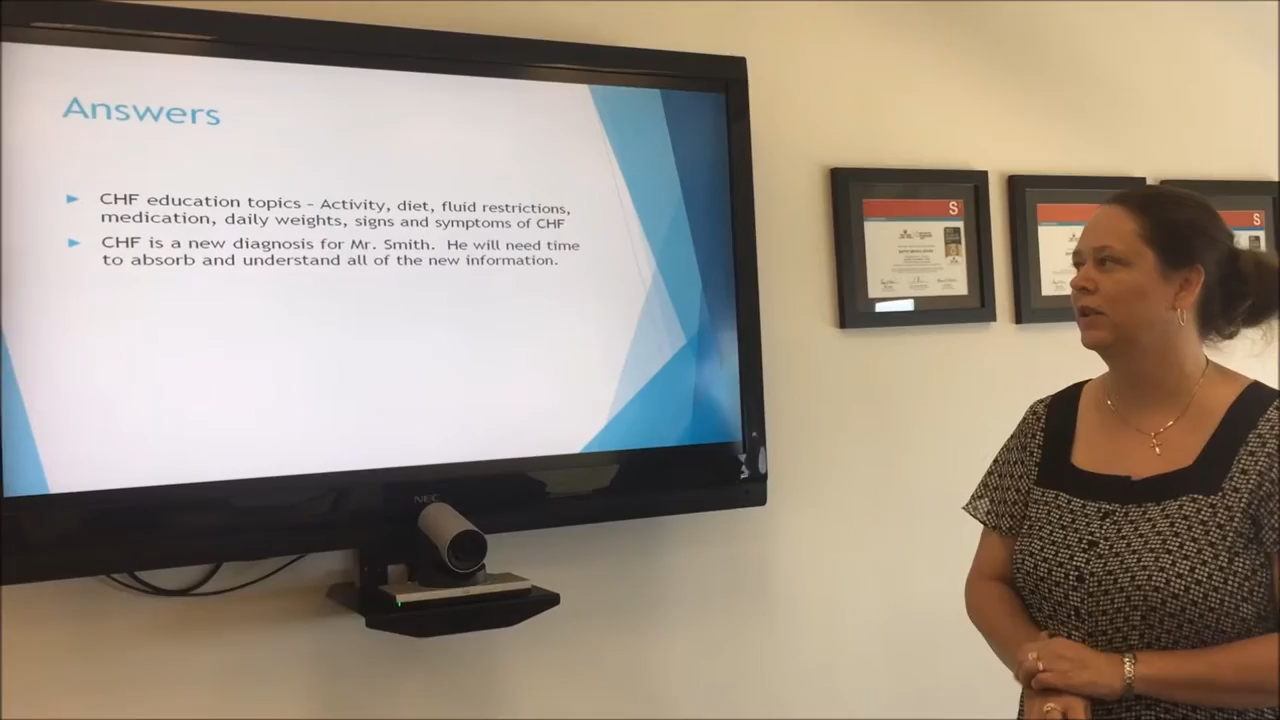 Answers
► CHF education topics – Activity, diet, fluid restrictions,
medication, daily weights, signs and symptoms of CHF
► CHF is a new diagnosis for Mr. Smith. He will need time
to absorb and understand all of the new information.
NEC
S
S